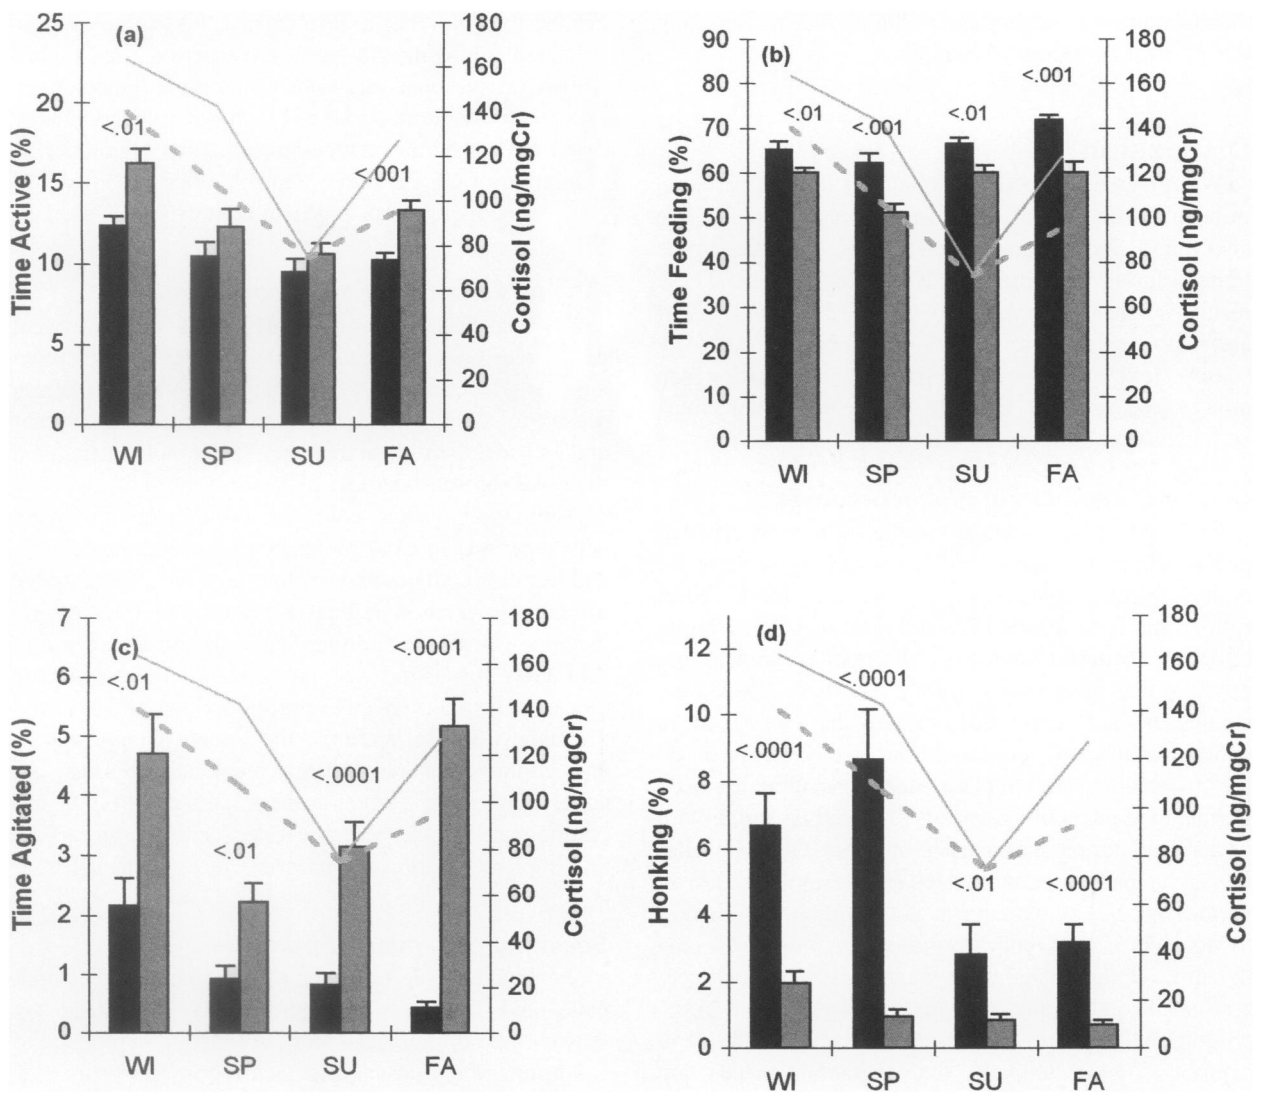 25 (a) 180
160
20 140
<.01 120
15 <.001 100
10 80
60
5 40
20
0 0
WI SP SU FA
Time Active (%)
Cortisol (ng/mgCr)
90 (b) 180
80 <.001 160
70 <.01 <.001 <.01 140
60 120
50 100
40 80
30 60
20 40
10 20
0 0
WI SP SU FA
Time Feeding (%)
Cortisol (ng/mgCr)
7 (c) 180
6 <.01 <.0001 160
5 140
<.0001 120
4 100
3 <.01 80
2 60
40
1 20
0 0
WI SP SU FA
Time Agitated (%)
Cortisol (ng/mgCr)
(d) 180
12 <.0001 160
10 140
<.0001 120
8 100
6 <.01 <.0001 80
4 60
40
2 20
0 0
WI SP SU FA
Honking (%)
Cortisol (ng/mgCr)